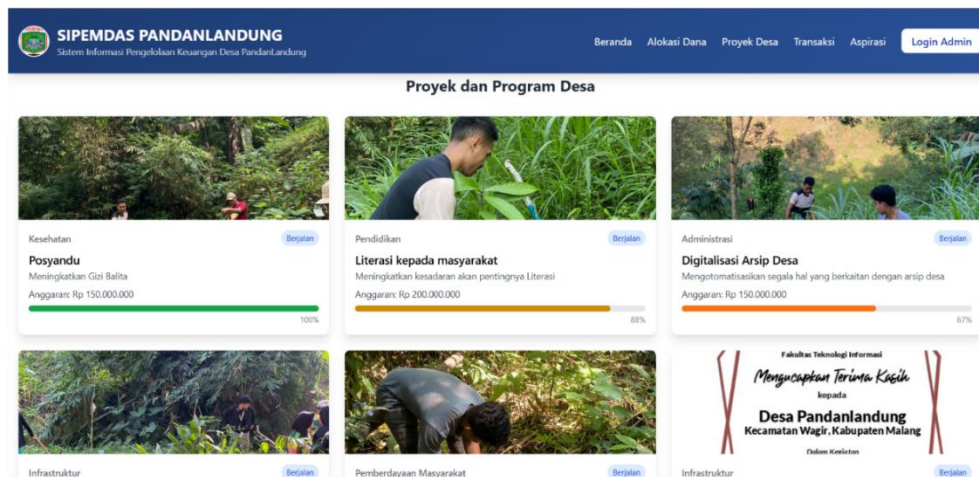 SIPEMDAS PANDANLANDUNG
Sistem Informasi Pengelolaan Keuangan Desa PandanLandung
Beranda Alokasi Dana Proyek Desa Transaksi Aspirasi Login Admin
Proyek dan Program Desa
Kesehatan Berjalan
Posyandu
Meningkatkan Gizi Balita
Anggaran: Rp 150.000.000
100%
Pendidikan Berjalan
Literasi kepada masyarakat
Meningkatkan kesadaran akan pentingnya Literasi
Anggaran: Rp 200.000.000
88%
Administrasi Berjalan
Digitalisasi Arsip Desa
Mengotomatisasikan segala hal yang berkaitan dengan arsip desa
Anggaran: Rp 150.000.000
67%
Infrastruktur Berjalan
Pemberdayaan Masyarakat Berjalan
Fakultas Teknologi Informasi
Mengucapkan Terima Kasih
kepada
Desa Pandanlandung
Kecamatan Wagir, Kabupaten Malang
Dalam Kegiatan
Infrastruktur Berjalan